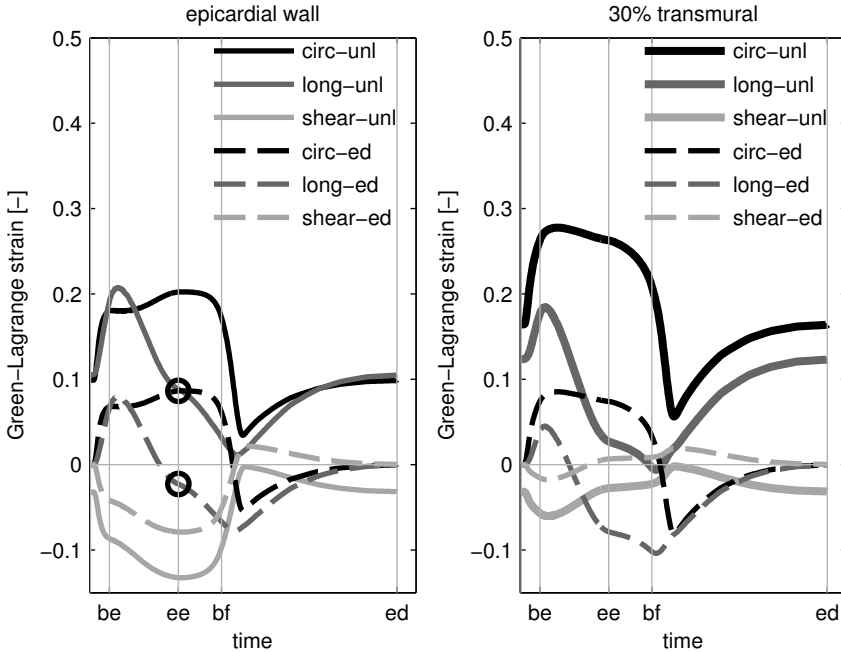 epicardial wall
Green−Lagrange strain [−]
0.5
0.4
0.3
0.2
0.1
0
−0.1
circ−unl
long−unl
shear−unl
circ−ed
long−ed
shear−ed
be ee bf ed
time
30% transmural
Green−Lagrange strain [−]
0.5
0.4
0.3
0.2
0.1
0
−0.1
circ−unl
long−unl
shear−unl
circ−ed
long−ed
shear−ed
be ee bf ed
time